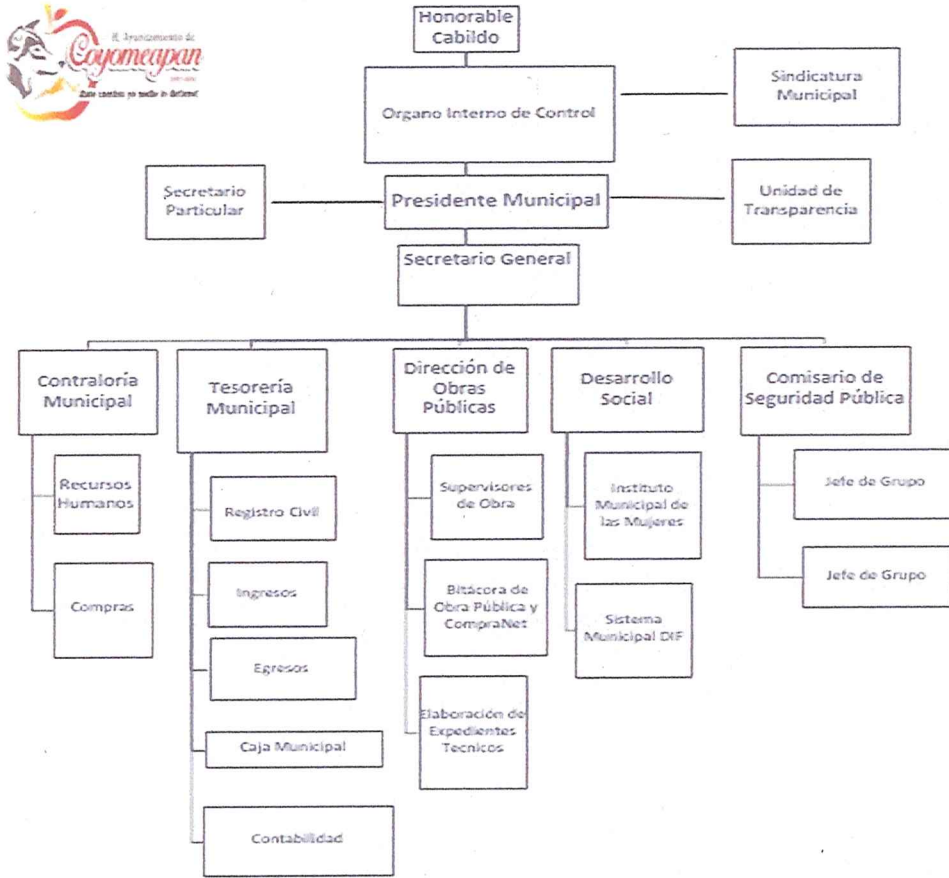 H. Ayuntamiento de
Coyomeapan
Honorable
Cabildo
Organo Interno de Control
Sindicatura
Municipal
Secretario
Particular
Presidente Municipal
Unidad de
Transparencia
Secretario General
Contraloría
Municipal
Tesorería
Municipal
Dirección de
Obras
Públicas
Desarrollo
Social
Comisario de
Seguridad Pública
Recursos
Humanos
Compras
Registro Civil
Ingresos
Egresos
Caja Municipal
Contabilidad
Supervisores
de Obra
Bitácora de
Obra Pública y
CompraNet
Elaboración de
Expedientes
Tecnicos
Instituto
Municipal de
las Mujeres
Sistema
Municipal DIF
Jefe de Grupo
Jefe de Grupo